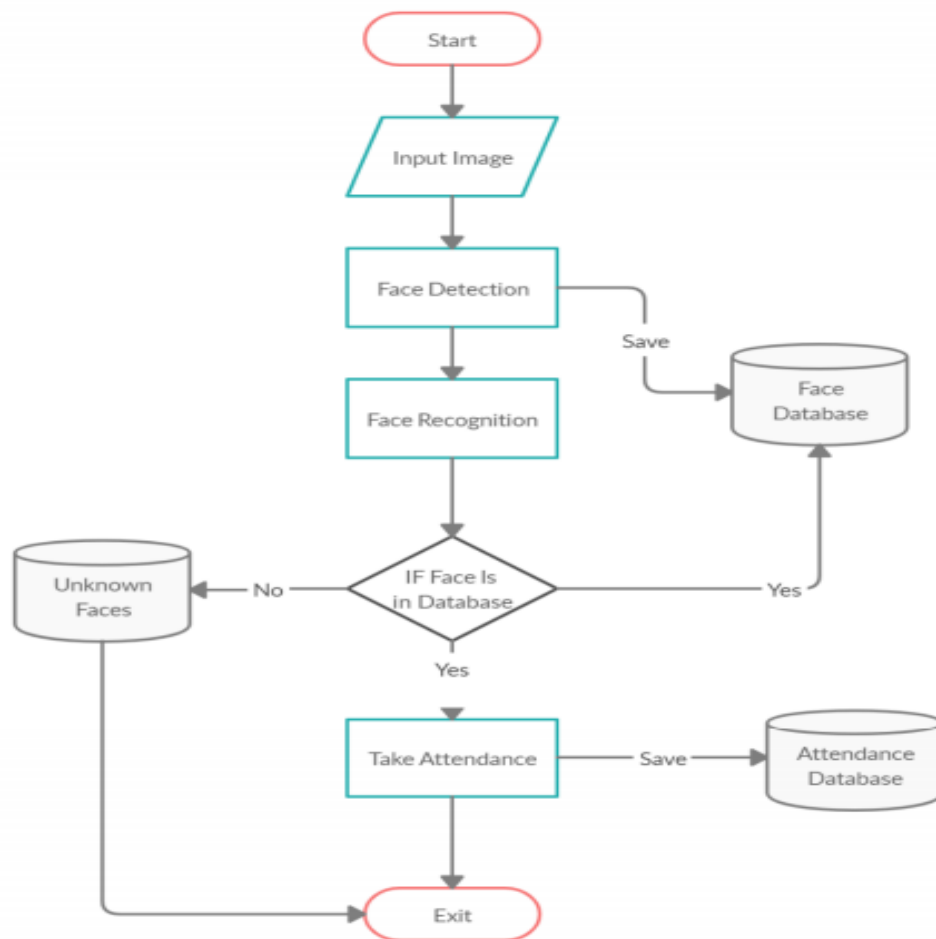 Start
Input Image
Face Detection
Save
Face
Database
Face Recognition
IF Face Is
in Database
No
Unknown
Faces
Yes
Yes
Take Attendance
Save
Attendance
Database
Exit